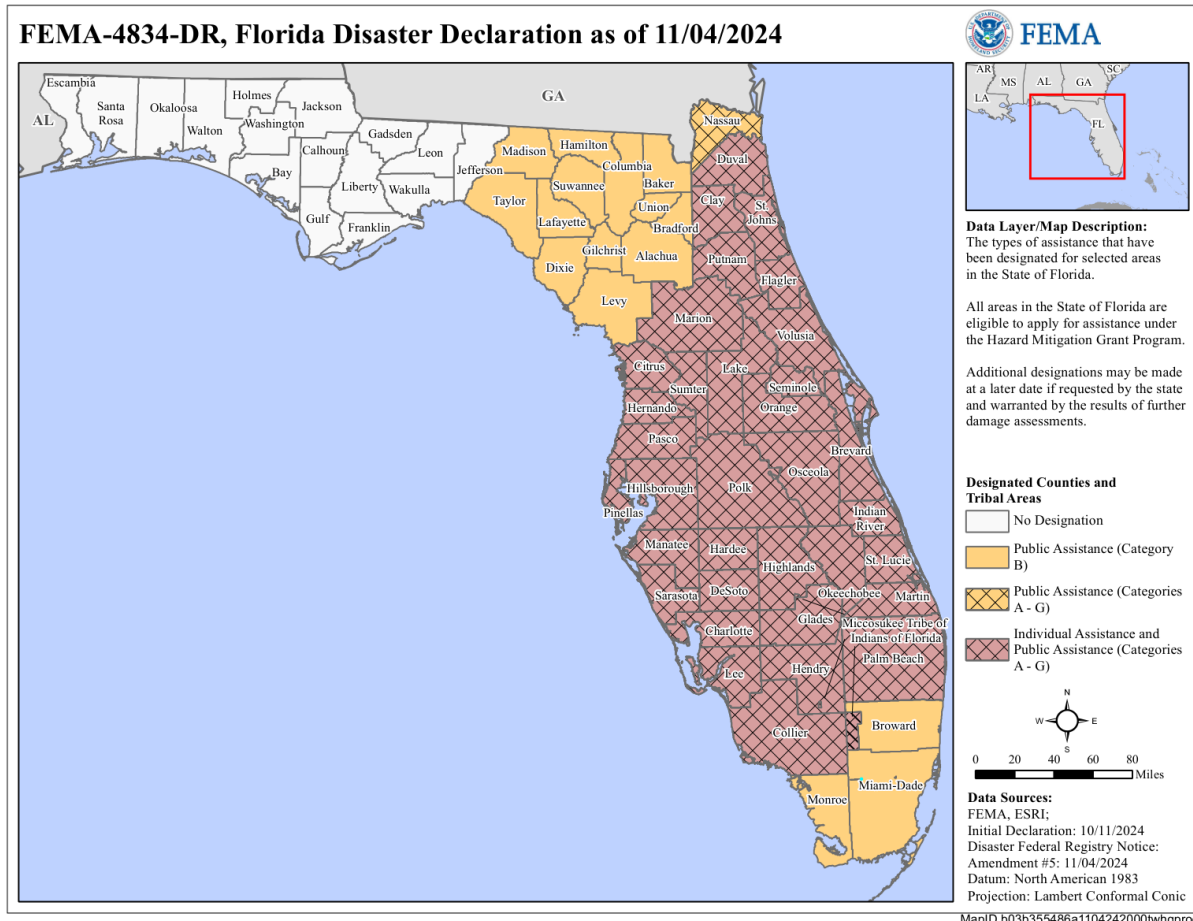 FEMA-4834-DR, Florida Disaster Declaration as of 11/04/2024
FEMA
AL
GA
Escambia
Santa
Rosa
Okaloosa
Walton
Holmes
Washington
Jackson
Bay
Calhoun
Gulf
Gadsden
Liberty
Franklin
Leon
Wakulla
Jefferson
Madison
Taylor
Hamilton
Suwannee
Lafayette
Columbia
Baker
Union
Bradford
Gilchrist
Alachua
Dixie
Levy
Nassau
Duval
Clay
St.
Johns
Putnam
Flagler
Marion
Volusia
Citrus
Sumter
Lake
Seminole
Orange
Hernando
Pasco
Brevard
Osceola
Hillsborough
Polk
Pinellas
Indian
River
Manatee
Hardee
Highlands
St. Lucie
Sarasota
DeSoto
Okeechobee
Martin
Charlotte
Glades
Miccosukee Tribe of
Indians of Florida
Palm Beach
Lee
Hendry
Collier
Broward
Monroe
Miami-Dade
AR
MS
AL
GA
SC
LA
FL
Data Layer/Map Description:
The types of assistance that have
been designated for selected areas
in the State of Florida.
All areas in the State of Florida are
eligible to apply for assistance under
the Hazard Mitigation Grant Program.
Additional designations may be made
at a later date if requested by the state
and warranted by the results of further
damage assessments.
Designated Counties and
Tribal Areas
No Designation
Public Assistance (Category
B)
Public Assistance (Categories
A - G)
Individual Assistance and
Public Assistance (Categories
A - G)
N
W
E
S
0 20 40 60 80
Miles
Data Sources:
FEMA, ESRI;
Initial Declaration: 10/11/2024
Disaster Federal Registry Notice:
Amendment #5: 11/04/2024
Datum: North American 1983
Projection: Lambert Conformal Conic